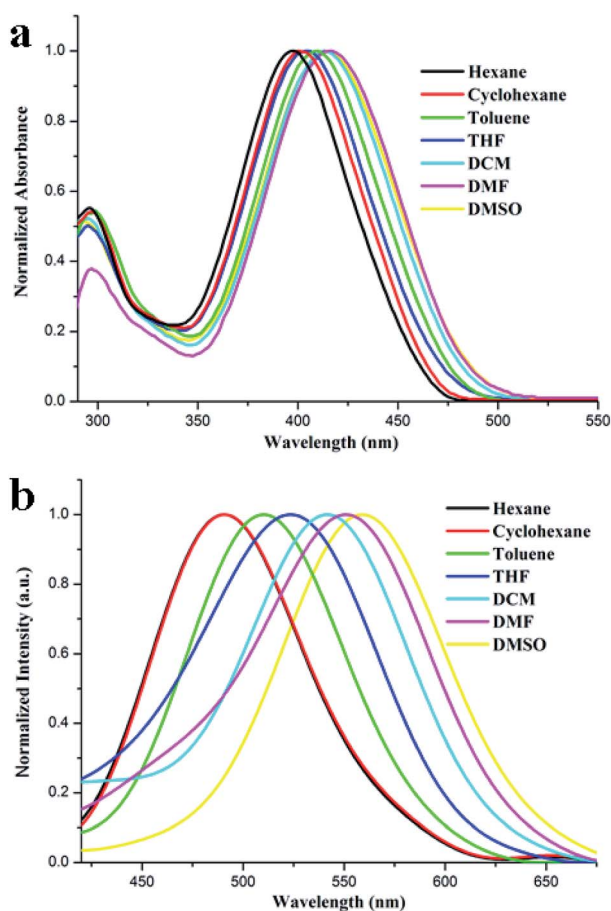 a
Normalized Absorbance
1.0
0.8
0.6
0.4
0.2
0.0
Hexane
Cyclohexane
Toluene
THF
DCM
DMF
DMSO
300
350
400
450
500
550
Wavelength (nm)
b
Normalized Intensity (a.u.)
1.0
0.8
0.6
0.4
0.2
0.0
Hexane
Cyclohexane
Toluene
THF
DCM
DMF
DMSO
450
500
550
600
650
Wavelength (nm)